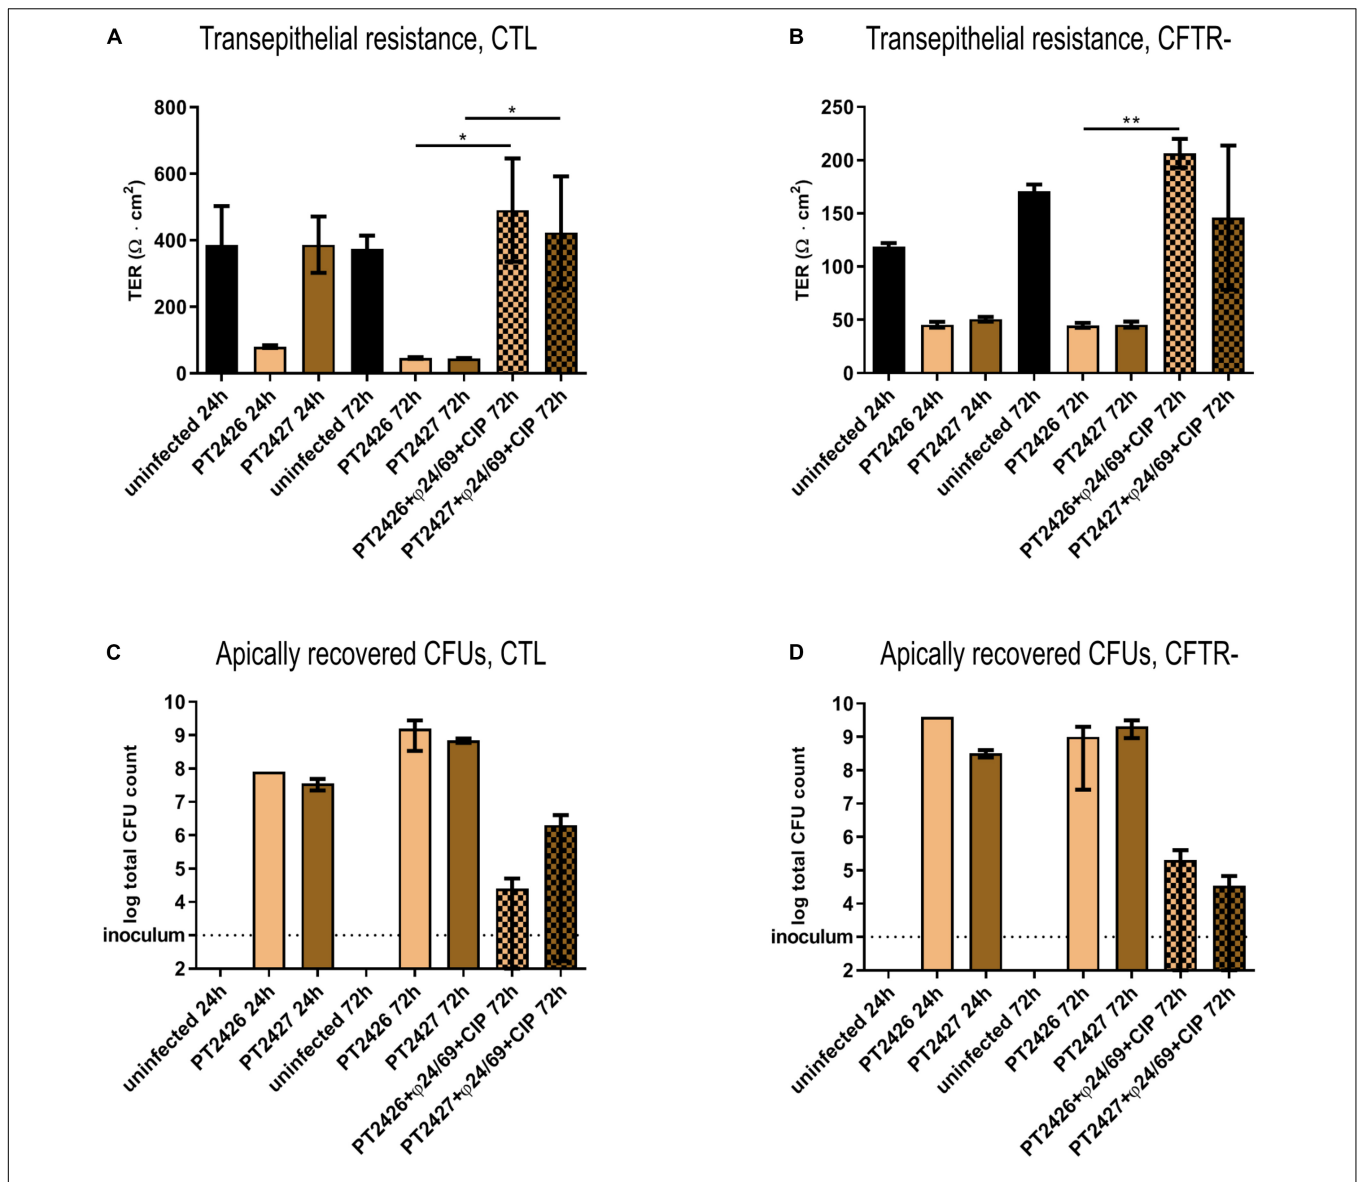 A Transepithelial resistance, CTL
800
600
400
200
0
TER (Ω · cm²)
*
*
uninfected 24h
PT2426 24h
PT2427 24h
uninfected 72h
PT2426 72h
PT2427 72h
PT2426+φ24/69+CIP 72h
PT2427+φ24/69+CIP 72h
B Transepithelial resistance, CFTR-
250
200
150
100
50
0
TER (Ω · cm²)
**
uninfected 24h
PT2426 24h
PT2427 24h
uninfected 72h
PT2426 72h
PT2427 72h
PT2426+φ24/69+CIP 72h
PT2427+φ24/69+CIP 72h
C Apically recovered CFUs, CTL
10
9
8
7
6
5
4
inoculum
2
log total CFU count
uninfected 24h
PT2426 24h
PT2427 24h
uninfected 72h
PT2426 72h
PT2427 72h
PT2426+φ24/69+CIP 72h
PT2427+φ24/69+CIP 72h
D Apically recovered CFUs, CFTR-
10
9
8
7
6
5
4
inoculum
2
log total CFU count
uninfected 24h
PT2426 24h
PT2427 24h
uninfected 72h
PT2426 72h
PT2427 72h
PT2426+φ24/69+CIP 72h
PT2427+φ24/69+CIP 72h